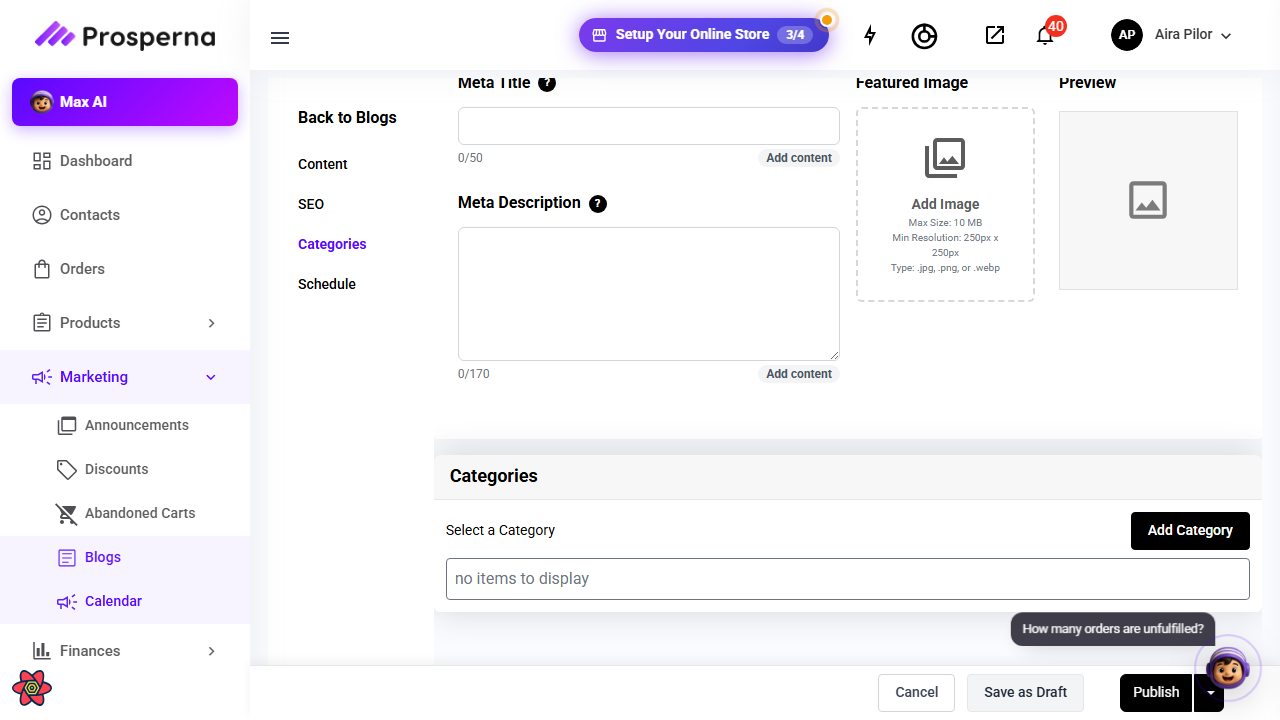 Prosperna
Setup Your Online Store 3/4
40
AP
Aira Pilor
Max AI
Dashboard
Contacts
Orders
Products
Marketing
Announcements
Discounts
Abandoned Carts
Blogs
Calendar
Finances
Back to Blogs
Content
SEO
Categories
Schedule
Meta Title ?
0/50
Add content
Meta Description ?
0/170
Add content
Featured Image
Add Image
Max Size: 10 MB
Min Resolution: 250px x
250px
Type: .jpg, .png, or .webp
Preview
Categories
Select a Category
Add Category
no items to display
How many orders are unfulfilled?
Cancel
Save as Draft
Publish